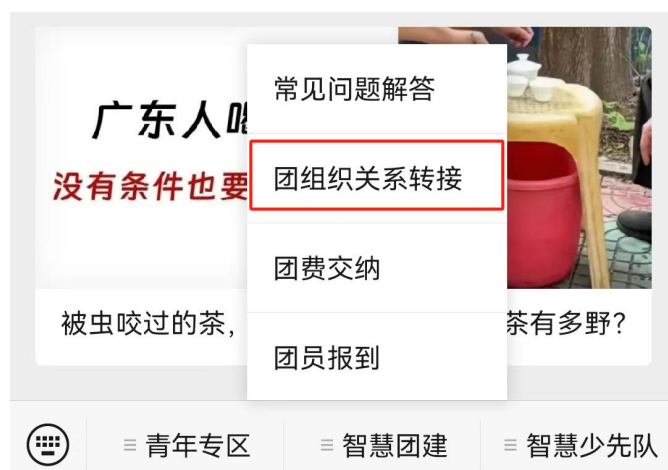 常见问题解答
广东人
没有条件也要
团组织关系转接
团费交纳
被虫咬过的茶，
茶有多野？
团员报到
青年专区
智慧团建
智慧少先队